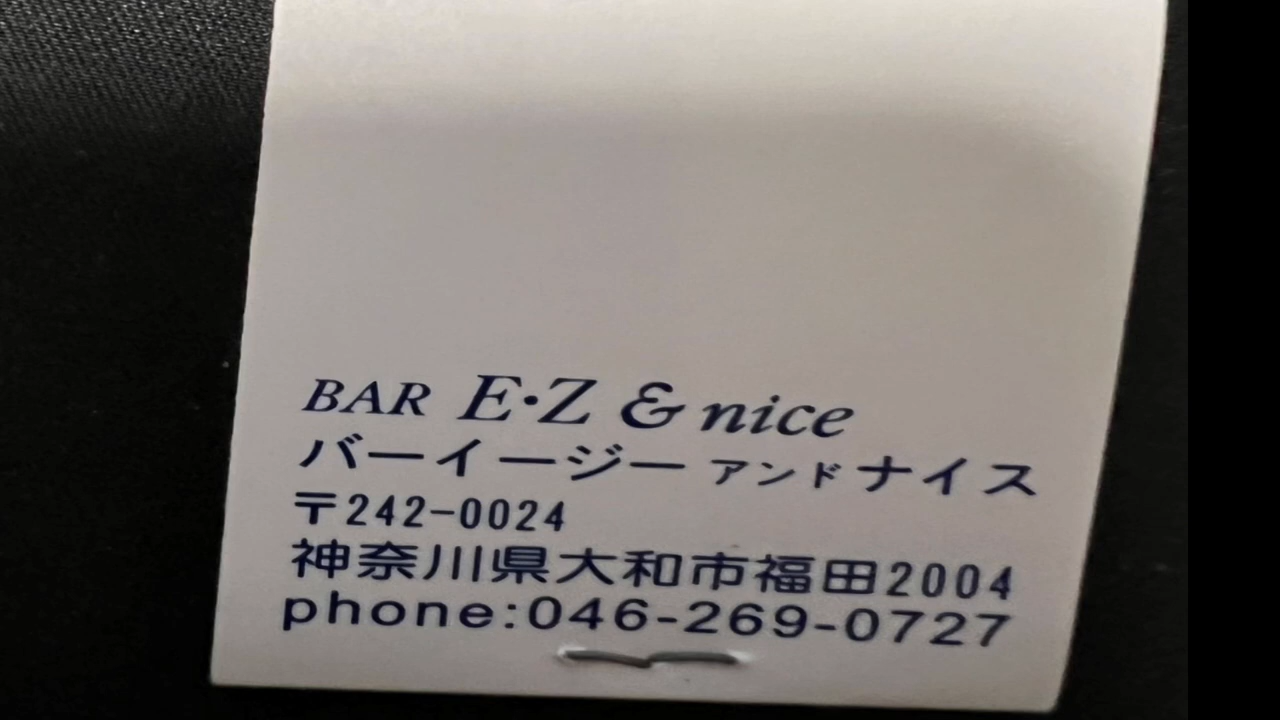 BAR E・Z & nice
バーイージー アンド ナイス
〒242-0024
神奈川県大和市福田2004
phone:046-269-0727